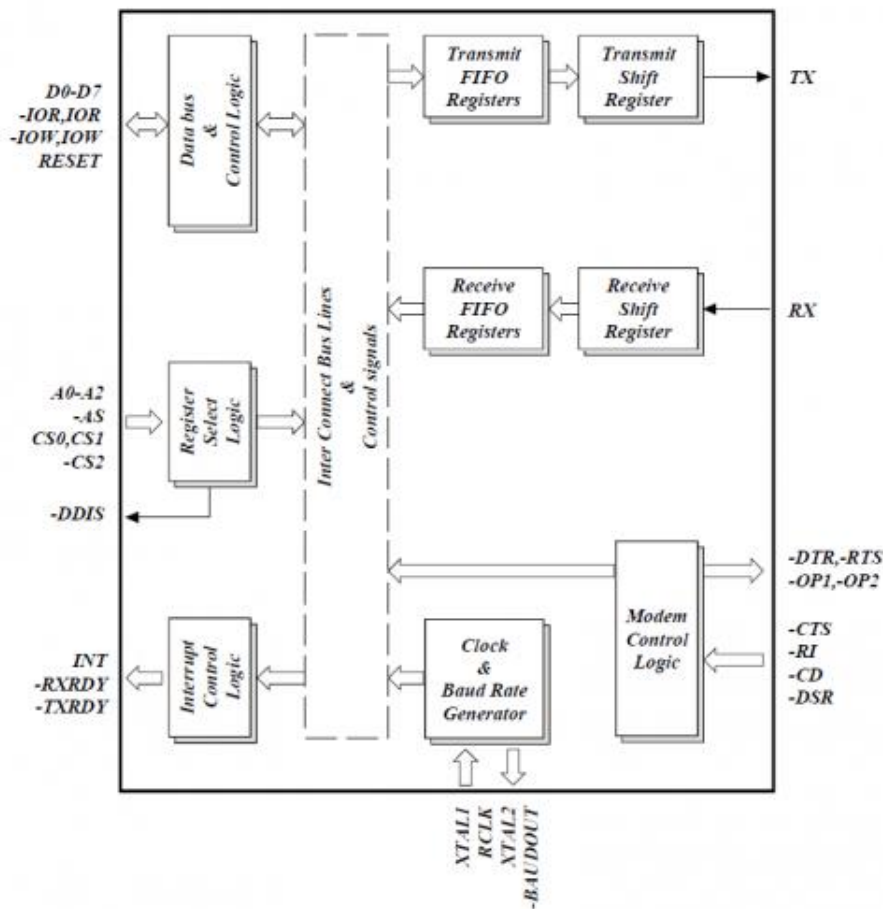 D0-D7
-IOR,IOR
-IOW,IOW
RESET
Data bus
&
Control Logic
Transmit
FIFO
Registers
Transmit
Shift
Register
TX
Receive
FIFO
Registers
Receive
Shift
Register
RX
Inter Connect Bus Lines
&
Control signals
A0-A2
-AS
CS0,CS1
-CS2
Register
Select
Logic
-DDIS
-DTR,-RTS
-OP1,-OP2
Modem
Control
Logic
-CTS
-RI
-CD
-DSR
INT
-RXRDY
-TXRDY
Interrupt
Control
Logic
Clock
&
Baud Rate
Generator
XTAL1
RCLK
XTAL2
-BAUDOUT